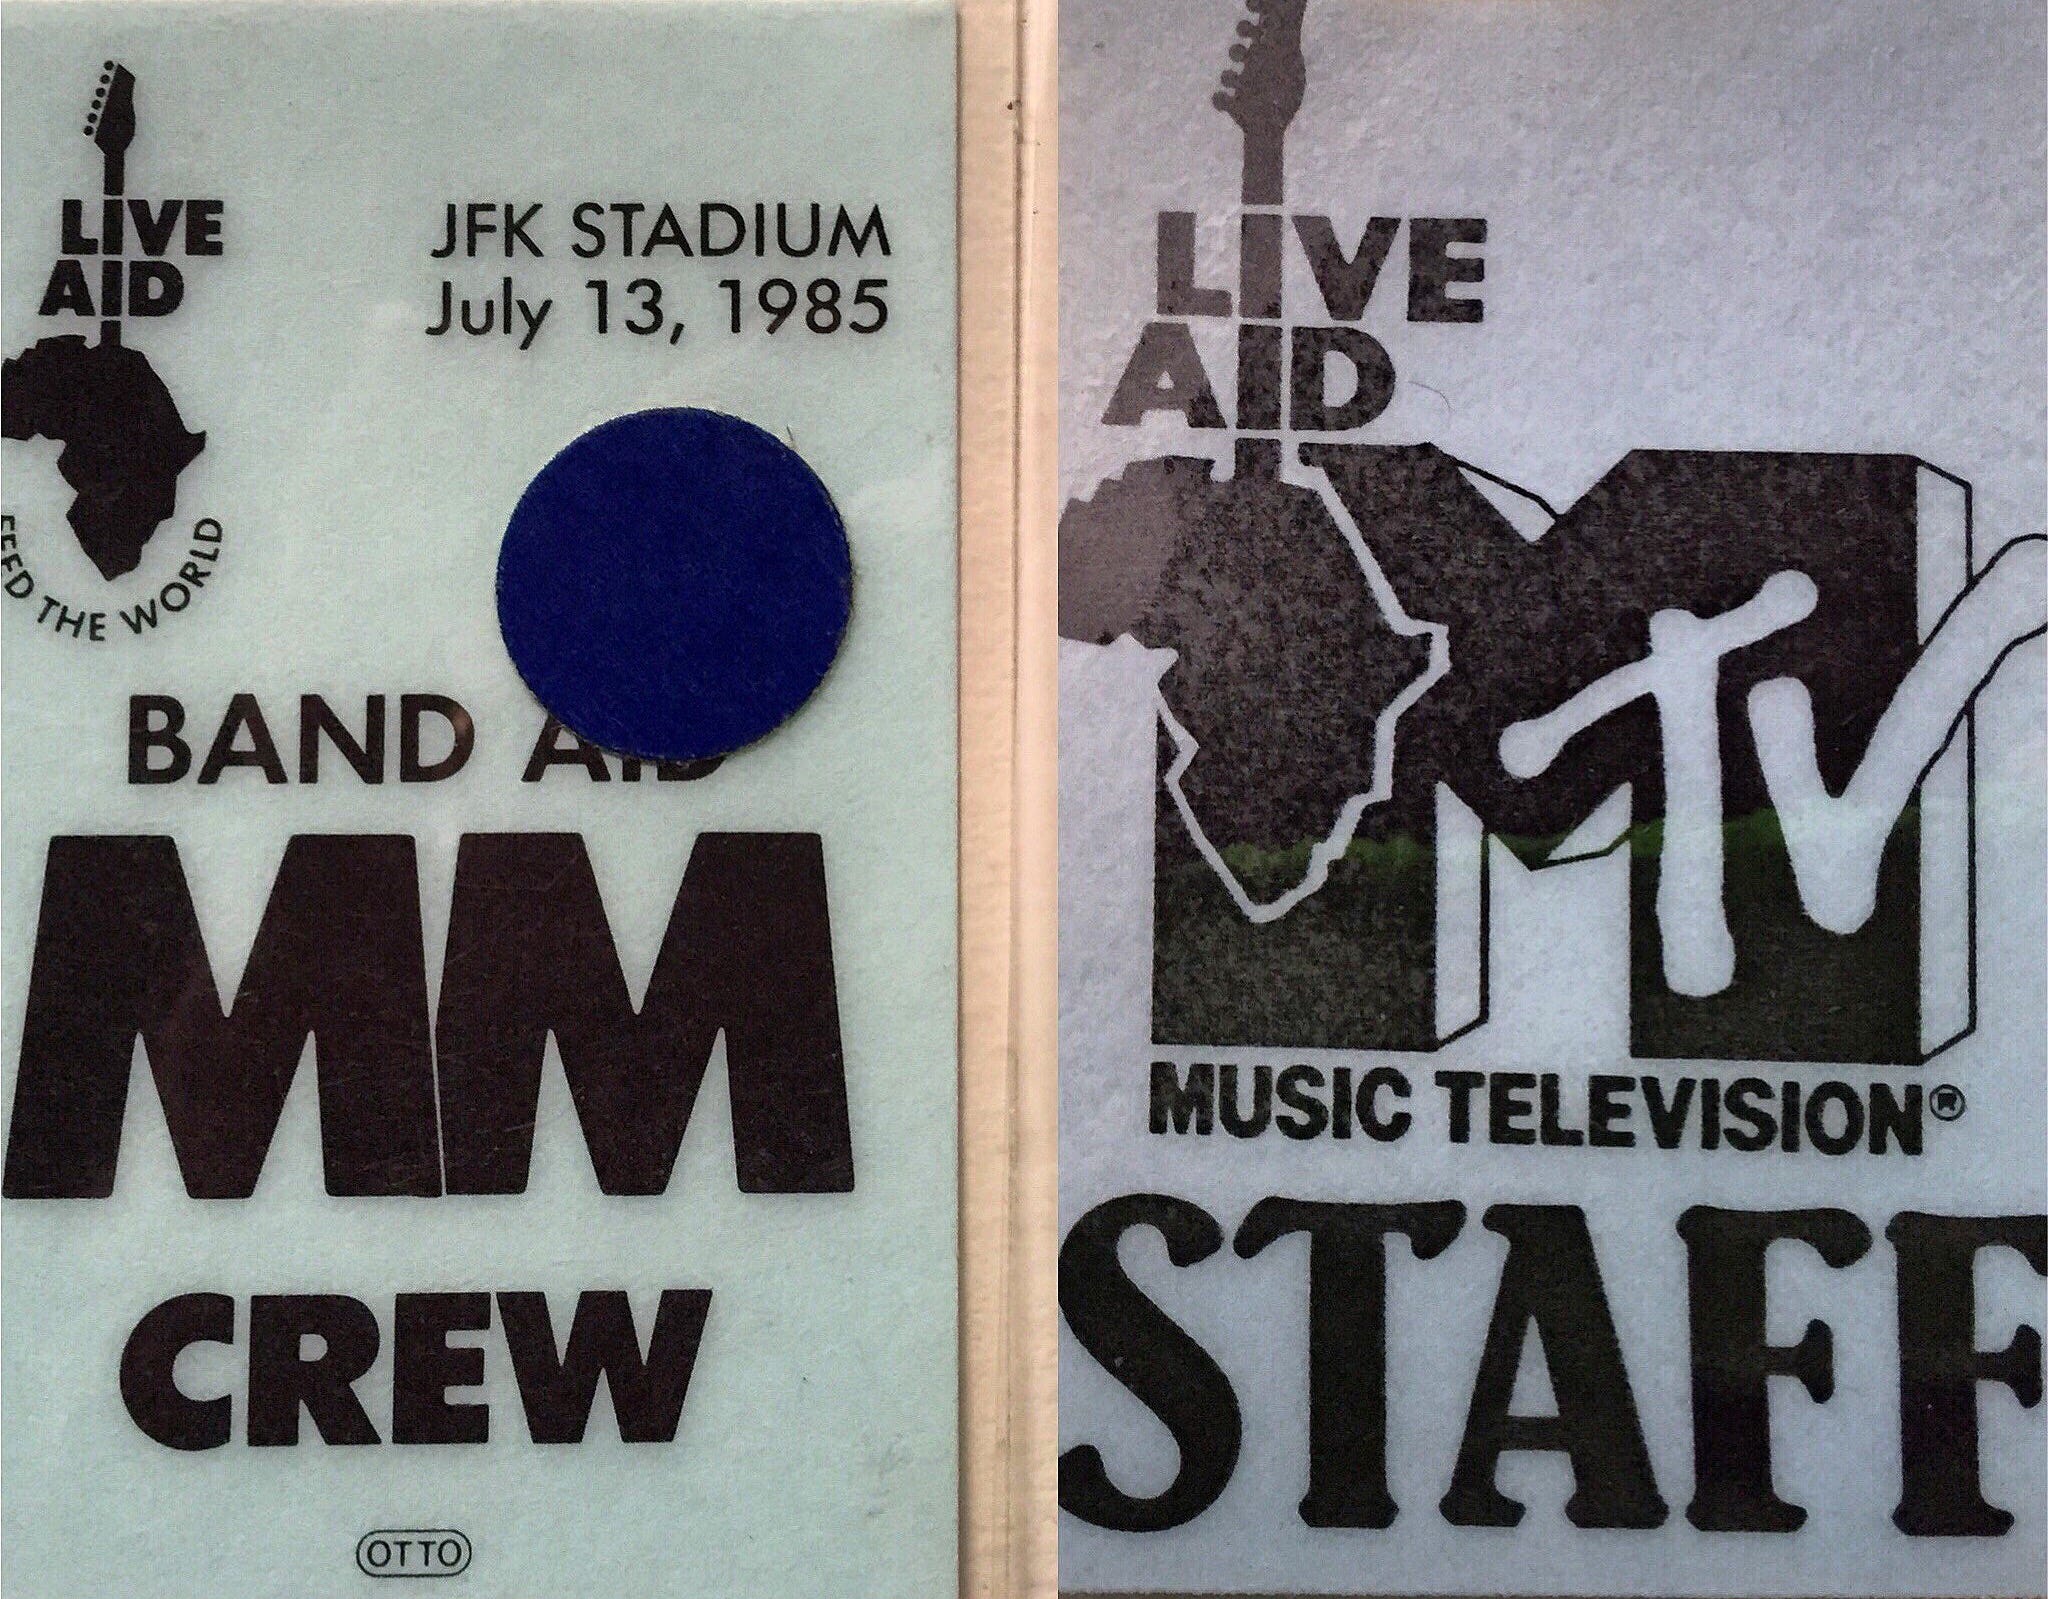 LIVE
AID
JFK STADIUM
July 13, 1985
FEED THE WORLD
BAND AID
MM
CREW
OTTO
LIVE
AID
MTV
MUSIC TELEVISION®
STAFF